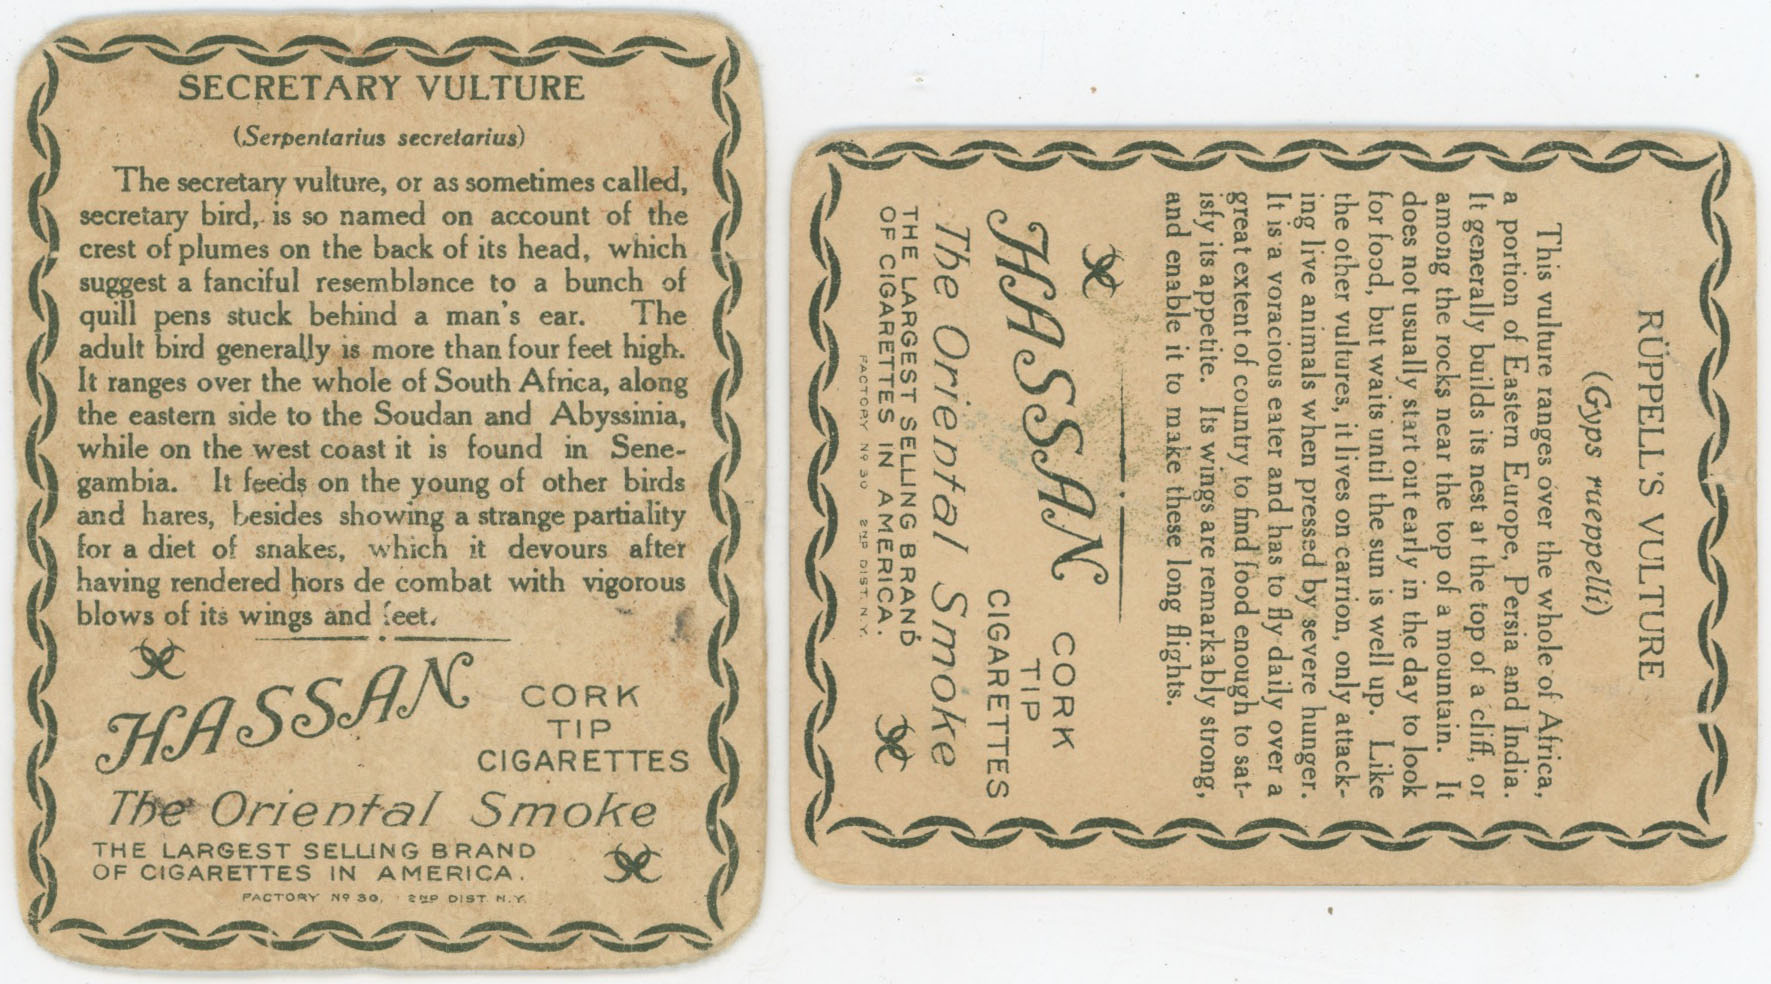 SECRETARY VULTURE
(Serpentarius secretarius)
The secretary vulture, or as sometimes called,
secretary bird, is so named on account of the
crest of plumes on the back of its head, which
suggest a fanciful resemblance to a bunch of
quill pens stuck behind a man's ear. The
adult bird generally is more than four feet high.
It ranges over the whole of South Africa, along
the eastern side to the Soudan and Abyssinia,
while on the west coast it is found in Sene-
gambia. It feeds on the young of other birds
and hares, besides showing a strange partiality
for a diet of snakes, which it devours after
having rendered hors de combat with vigorous
blows of its wings and feet.
HASSAN
CORK
TIP
CIGARETTES
The Oriental Smoke
THE LARGEST SELLING BRAND
OF CIGARETTES IN AMERICA.
FACTORY Nº 30, 2ND DIST. N.Y.
RÜPPELL'S VULTURE
(Gyps rueppelli)
This vulture ranges over the whole of Africa,
a portion of Eastern Europe, Persia and India.
It generally builds its nest at the top of a cliff, or
among the rocks near the top of a mountain. It
does not usually start out early in the day to look
for food, but waits until the sun is well up. Like
the other vultures, it lives on carrion, only attack-
ing live animals when pressed by severe hunger.
It is a voracious eater and has to fly daily over a
great extent of country to find food enough to sat-
isfy its appetite. Its wings are remarkably strong,
and enable it to make these long flights.
HASSAN
CORK
TIP
CIGARETTES
The Oriental Smoke
THE LARGEST SELLING BRAND
OF CIGARETTES IN AMERICA.
FACTORY Nº 30 2ND DIST. N.Y.